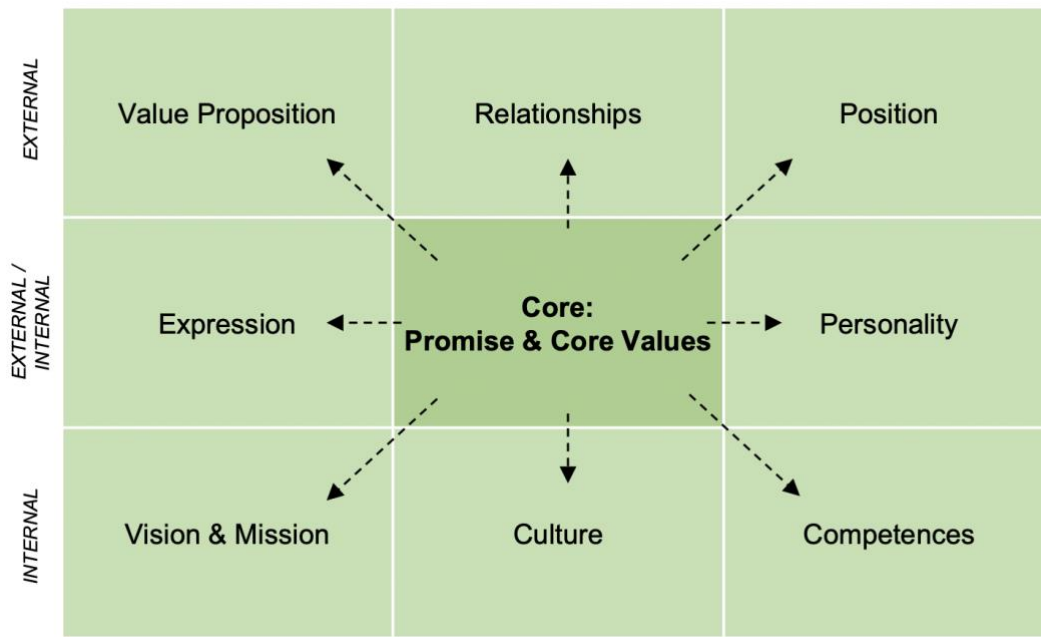 EXTERNAL
Value Proposition
Relationships
Position
EXTERNAL /
INTERNAL
Expression
Core:
Promise & Core Values
Personality
INTERNAL
Vision & Mission
Culture
Competences